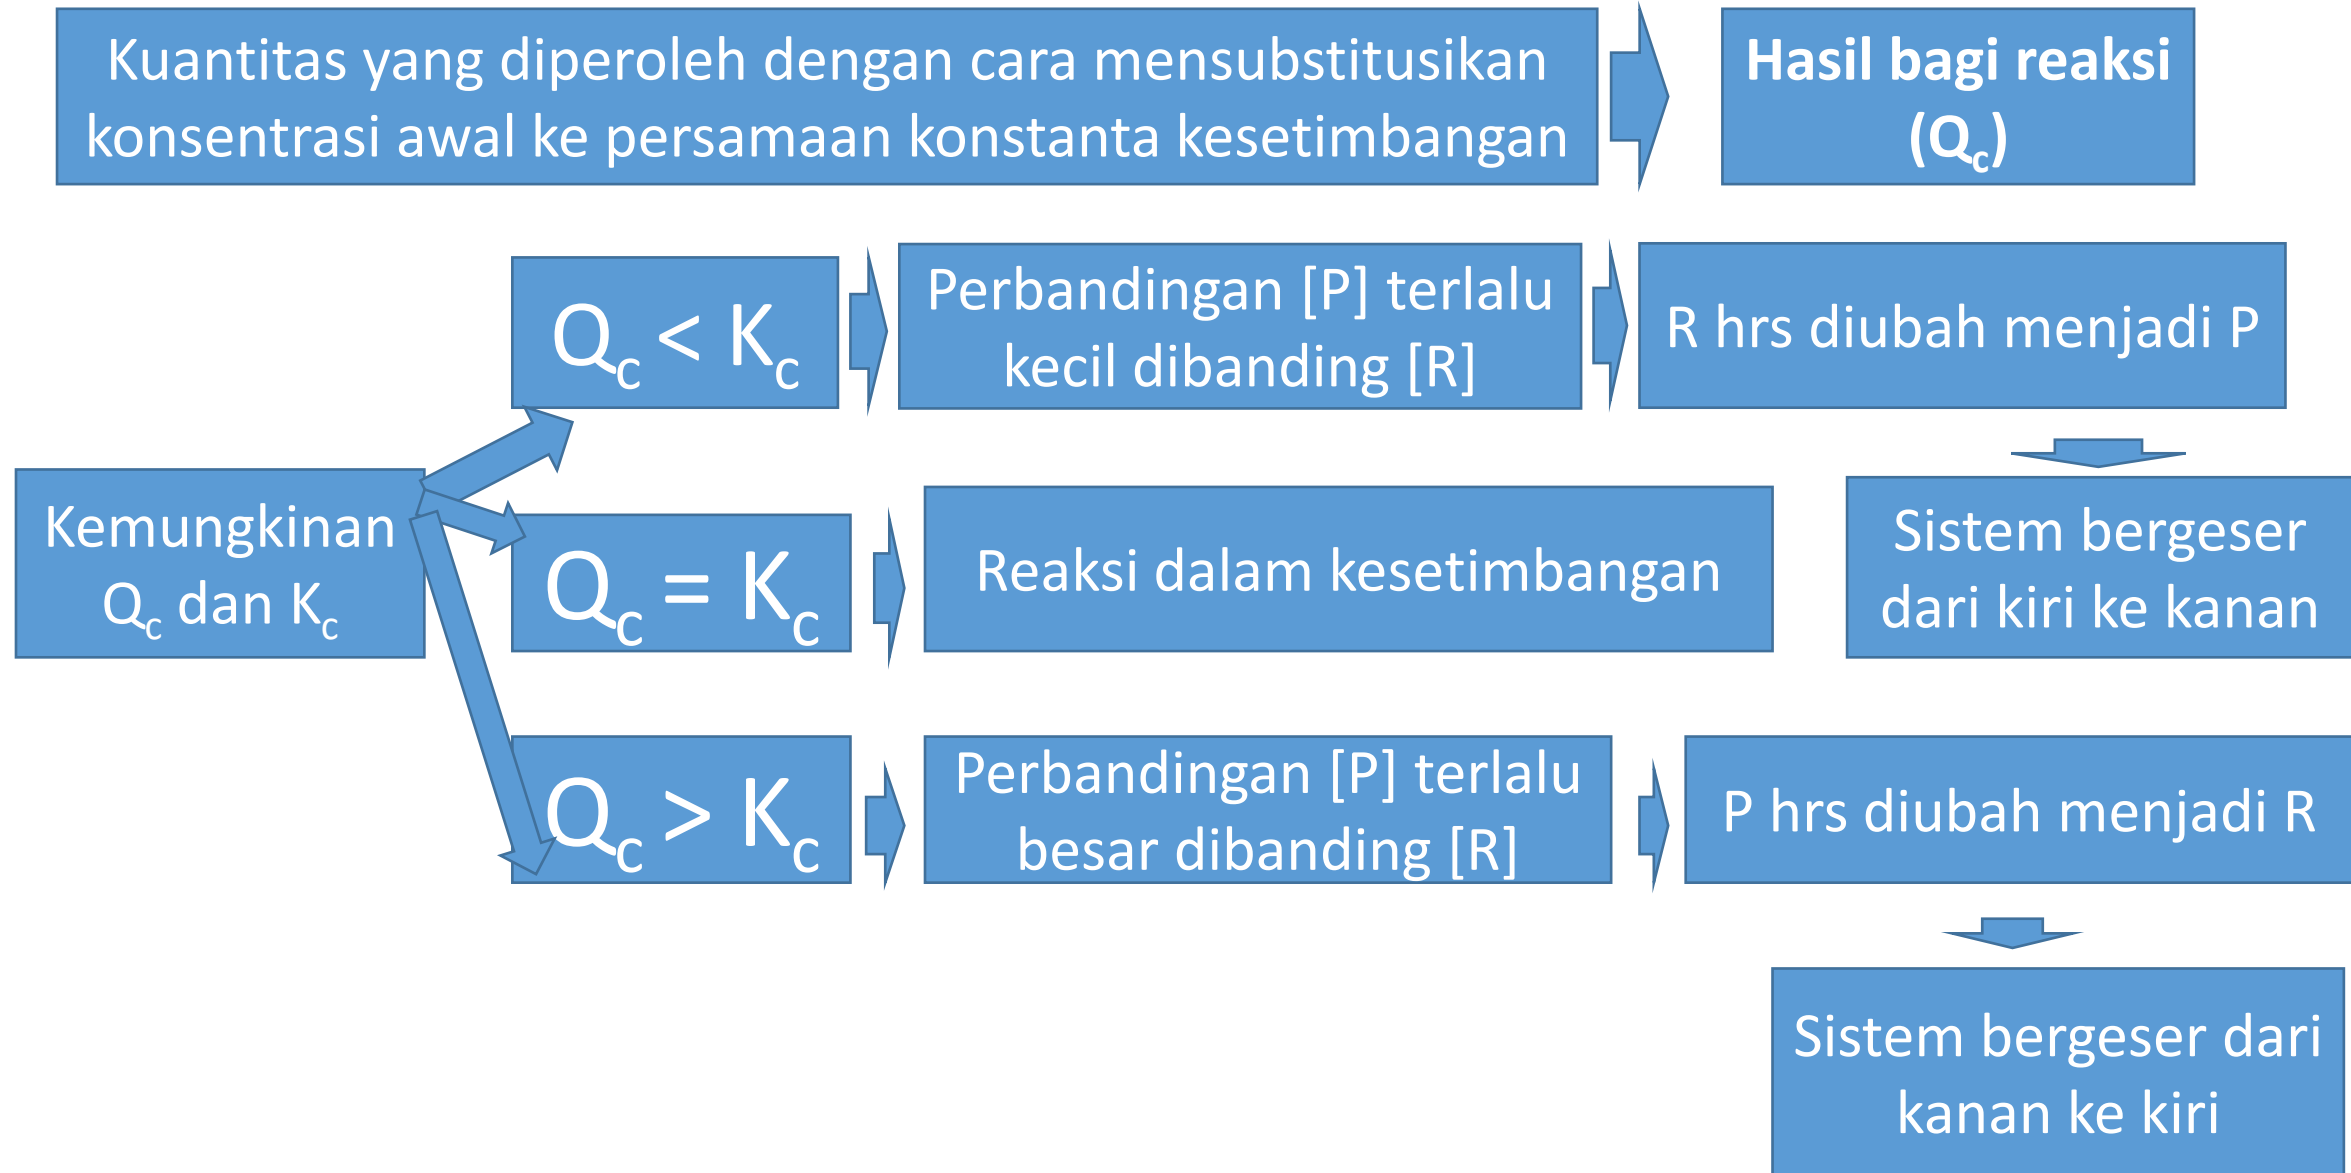 Kuantitas yang diperoleh dengan cara mensubstitusikan
konsentrasi awal ke persamaan konstanta kesetimbangan
Hasil bagi reaksi
(Qc)
Qc < Kc
Perbandingan [P] terlalu
kecil dibanding [R]
R hrs diubah menjadi P
Kemungkinan
Qc dan Kc
Qc = Kc
Reaksi dalam kesetimbangan
Sistem bergeser
dari kiri ke kanan
Qc > Kc
Perbandingan [P] terlalu
besar dibanding [R]
P hrs diubah menjadi R
Sistem bergeser dari
kanan ke kiri